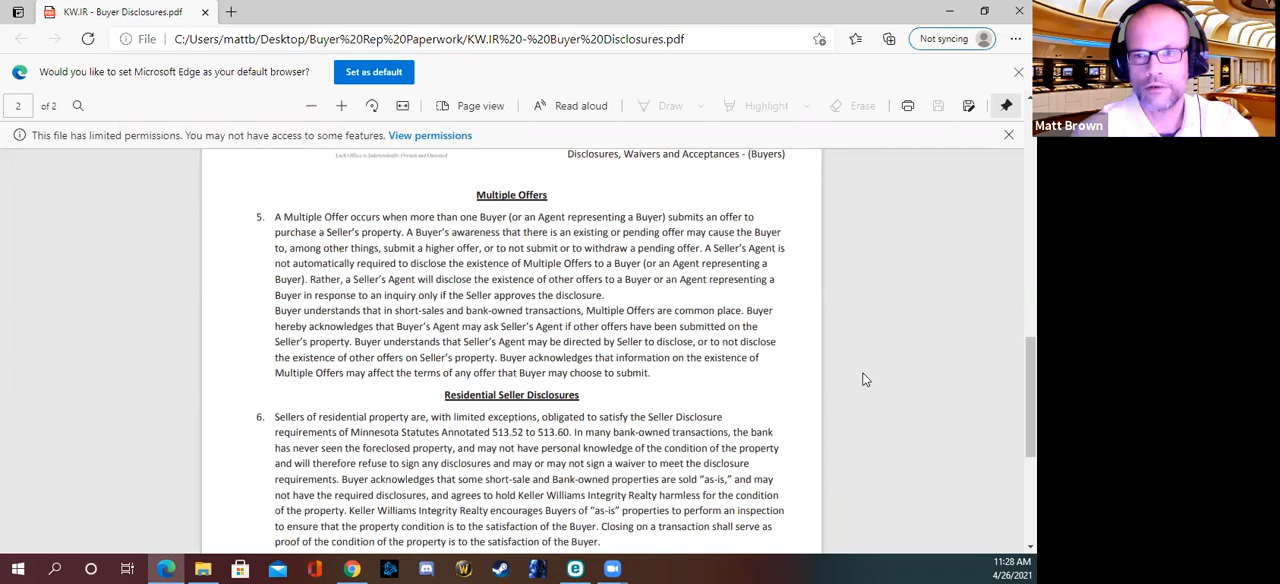 KW.IR - Buyer Disclosures.pdf
File C:/Users/mattb/Desktop/Buyer%20Rep%20Paperwork/KW.IR%20-%20Buyer%20Disclosures.pdf Not syncing
Would you like to set Microsoft Edge as your default browser? Set as default
2 of 2 Page view Read aloud Draw Highlight Erase
This file has limited permissions. You may not have access to some features. View permissions
Matt Brown
Each Office is Independently Owned and Operated
Disclosures, Waivers and Acceptances - (Buyers)
Multiple Offers
5. A Multiple Offer occurs when more than one Buyer (or an Agent representing a Buyer) submits an offer to
purchase a Seller's property. A Buyer's awareness that there is an existing or pending offer may cause the Buyer
to, among other things, submit a higher offer, or to not submit or to withdraw a pending offer. A Seller's Agent is
not automatically required to disclose the existence of Multiple Offers to a Buyer (or an Agent representing a
Buyer). Rather, a Seller's Agent will disclose the existence of other offers to a Buyer or an Agent representing a
Buyer in response to an inquiry only if the Seller approves the disclosure.
Buyer understands that in short-sales and bank-owned transactions, Multiple Offers are common place. Buyer
hereby acknowledges that Buyer's Agent may ask Seller's Agent if other offers have been submitted on the
Seller's property. Buyer understands that Seller's Agent may be directed by Seller to disclose, or to not disclose
the existence of other offers on Seller's property. Buyer acknowledges that information on the existence of
Multiple Offers may affect the terms of any offer that Buyer may choose to submit.
Residential Seller Disclosures
6. Sellers of residential property are, with limited exceptions, obligated to satisfy the Seller Disclosure
requirements of Minnesota Statutes Annotated 513.52 to 513.60. In many bank-owned transactions, the bank
has never seen the foreclosed property, and may not have personal knowledge of the condition of the property
and will therefore refuse to sign any disclosures and may or may not sign a waiver to meet the disclosure
requirements. Buyer acknowledges that some short-sale and Bank-owned properties are sold "as-is," and may
not have the required disclosures, and agrees to hold Keller Williams Integrity Realty harmless for the condition
of the property. Keller Williams Integrity Realty encourages Buyers of "as-is" properties to perform an inspection
to ensure that the property condition is to the satisfaction of the Buyer. Closing on a transaction shall serve as
proof of the condition of the property is to the satisfaction of the Buyer.
11:28 AM
4/26/2021